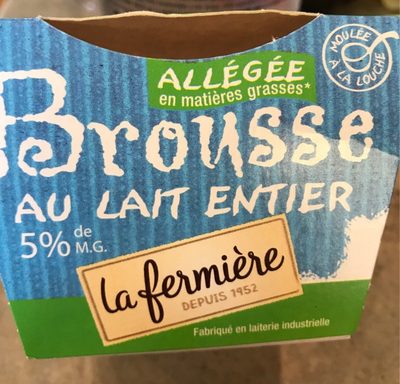 ALLÉGÉE
en matières grasses*
MOULÉE
À LA LOUCHE
Brousse
AU LAIT ENTIER
5% de M.G.
la fermière
DEPUIS 1952
Fabriqué en laiterie industrielle